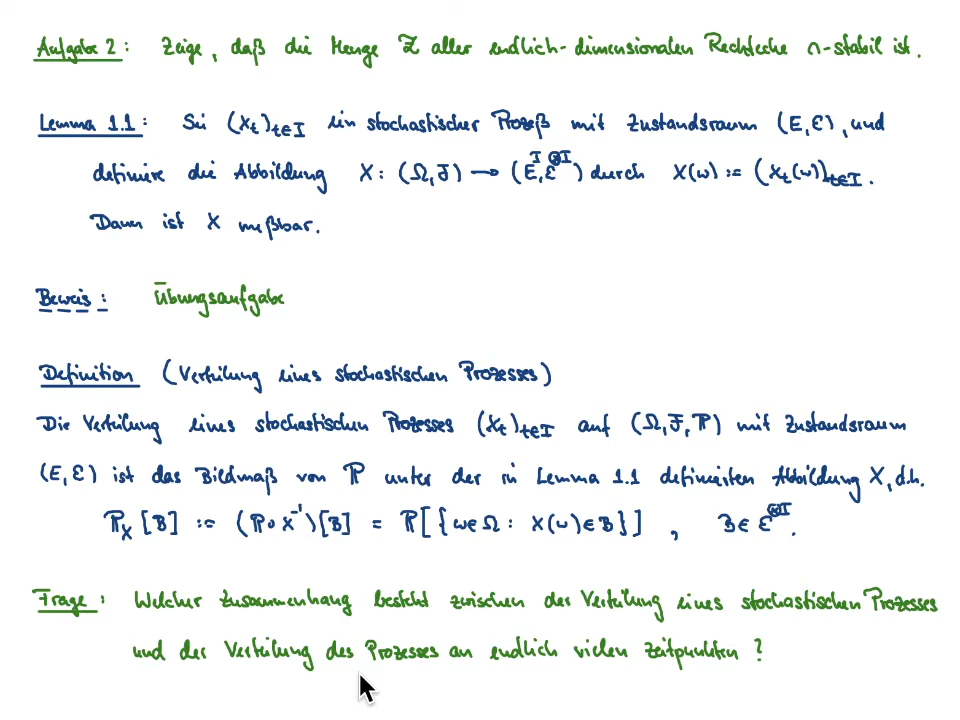 Aufgabe 2: Zeige, daß die Menge Z aller endlich-dimensionalen Rechtecke ∩-stabil ist.
Lemma 1.1: Sei (X_t)_{t∈I} ein stochastischer Prozeß mit Zustandsraum (E,ℰ), und
definiere die Abbildung X: (Ω,ℱ) → (E^I,ℰ^{⊗I}) durch X(ω) := (X_t(ω))_{t∈I}.
Dann ist X meßbar.
Beweis: Übungsaufgabe
Definition (Verteilung eines stochastischen Prozesses)
Die Verteilung eines stochastischen Prozesses (X_t)_{t∈I} auf (Ω,ℱ,ℙ) mit Zustandsraum
(E,ℰ) ist das Bildmaß von ℙ unter der in Lemma 1.1 definierten Abbildung X, d.h.
ℙ_X[B] := (ℙ∘X^{-1})[B] = ℙ[{ω∈Ω: X(ω)∈B}] , B∈ℰ^{⊗I}.
Frage: Welcher Zusammenhang besteht zwischen der Verteilung eines stochastischen Prozesses
und der Verteilung des Prozesses an endlich vielen Zeitpunkten?